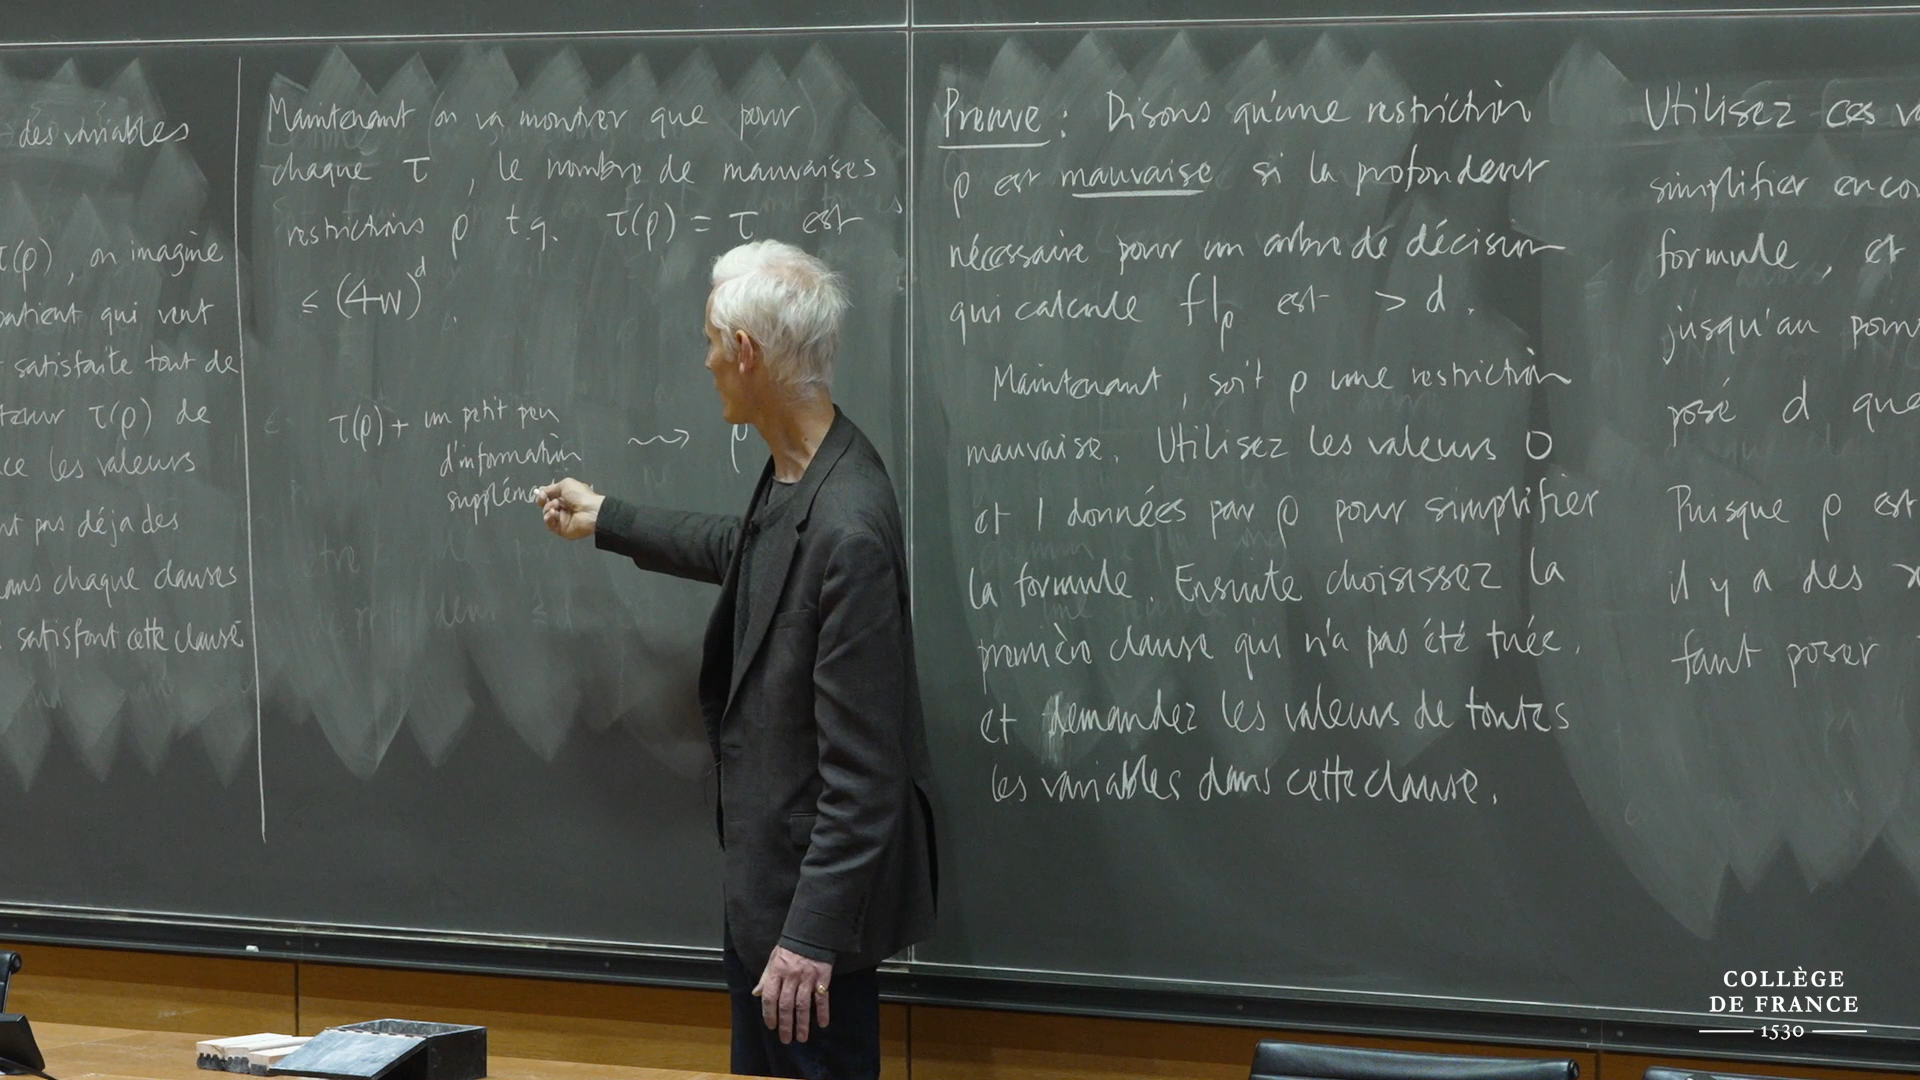 des variables
τ(ρ), on imagine
patient qui veut
satisfaite tout de
τ(ρ) de
les valeurs
pas déjà des
dans chaque clauses
satisfont cette clause
Maintenant on va montrer que pour
chaque τ, le nombre de mauvaises
restrictions ρ t.q. τ(ρ) = τ est
≤ (4w)^d.
τ(ρ) + un petit peu
d'information ⇝ ρ
supplém
Preuve : Disons qu'une restriction
ρ est mauvaise si la profondeur
nécessaire pour un arbre de décision
qui calcule f|ρ est > d.
Maintenant, soit ρ une restriction
mauvaise. Utilisez les valeurs 0
et 1 données par ρ pour simplifier
la formule. Ensuite choisissez la
première clause qui n'a pas été tuée.
et demandez les valeurs de toutes
les variables dans cette clause.
Utilisez ces
simplifier
formule, et
jusqu'au
posé d que
Puisque ρ est
il y a des
faut poser
COLLÈGE
DE FRANCE
1530